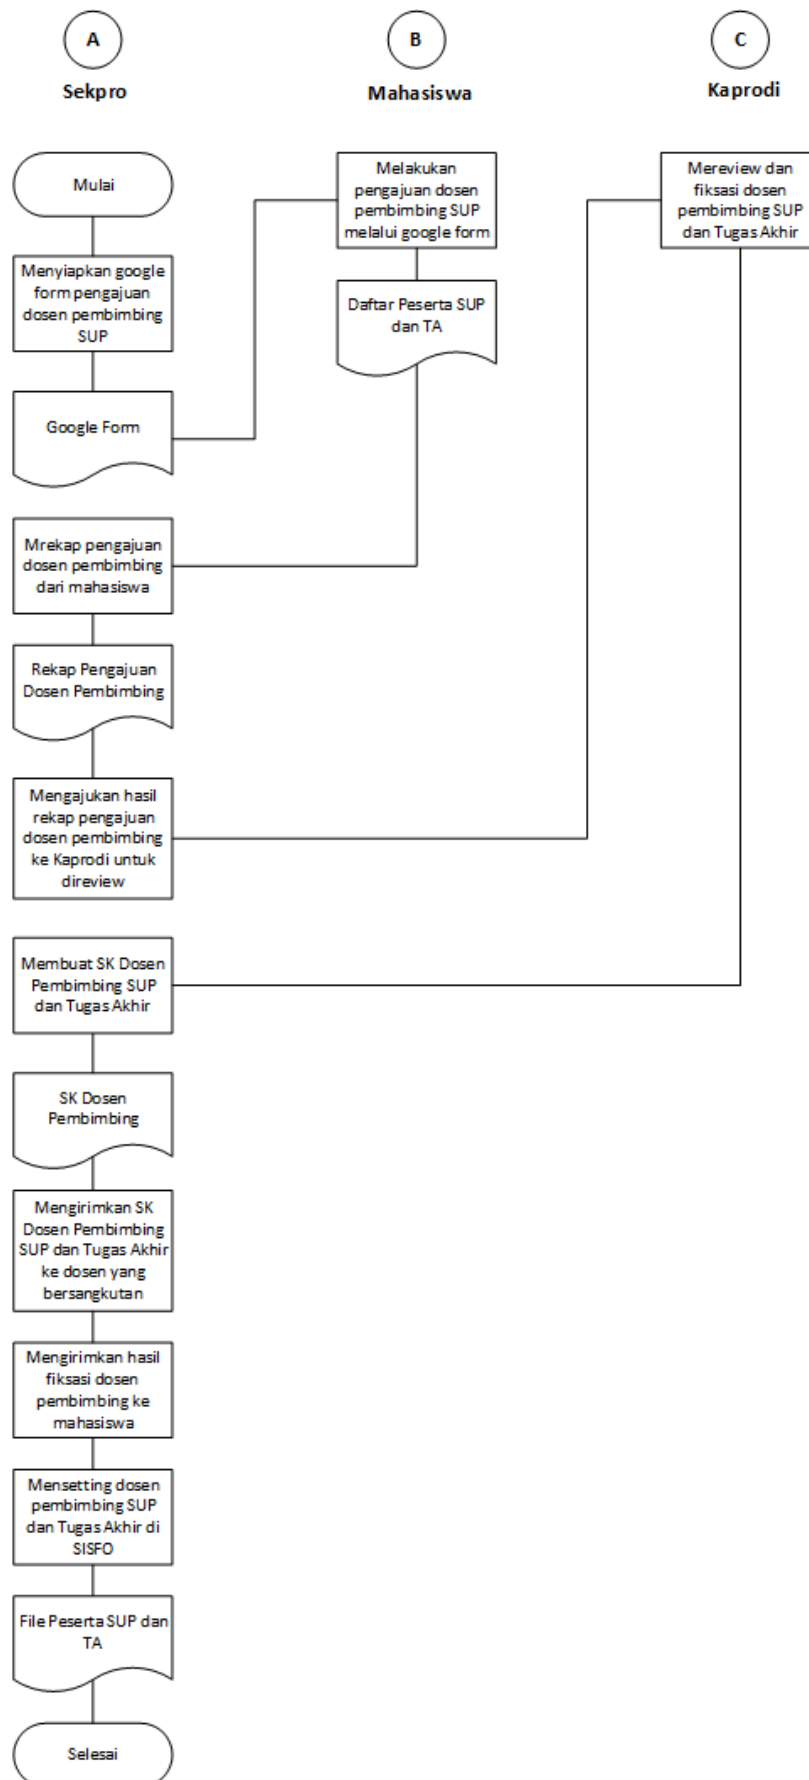 A
Sekpro
B
Mahasiswa
C
Kaprodi
Mulai
Menyiapkan google
form pengajuan
dosen pembimbing
SUP
Google Form
Melakukan
pengajuan dosen
pembimbing SUP
melalui google form
Daftar Peserta SUP
dan TA
Mrekap pengajuan
dosen pembimbing
dari mahasiswa
Rekap Pengajuan
Dosen Pembimbing
Mengajukan hasil
rekap pengajuan
dosen pembimbing
ke Kaprodi untuk
direview
Mereview dan
fiksasi dosen
pembimbing SUP
dan Tugas Akhir
Membuat SK Dosen
Pembimbing SUP
dan Tugas Akhir
SK Dosen
Pembimbing
Mengirimkan SK
Dosen Pembimbing
SUP dan Tugas Akhir
ke dosen yang
bersangkutan
Mengirimkan hasil
fiksasi dosen
pembimbing ke
mahasiswa
Mensetting dosen
pembimbing SUP
dan Tugas Akhir di
SISFO
File Peserta SUP dan
TA
Selesai